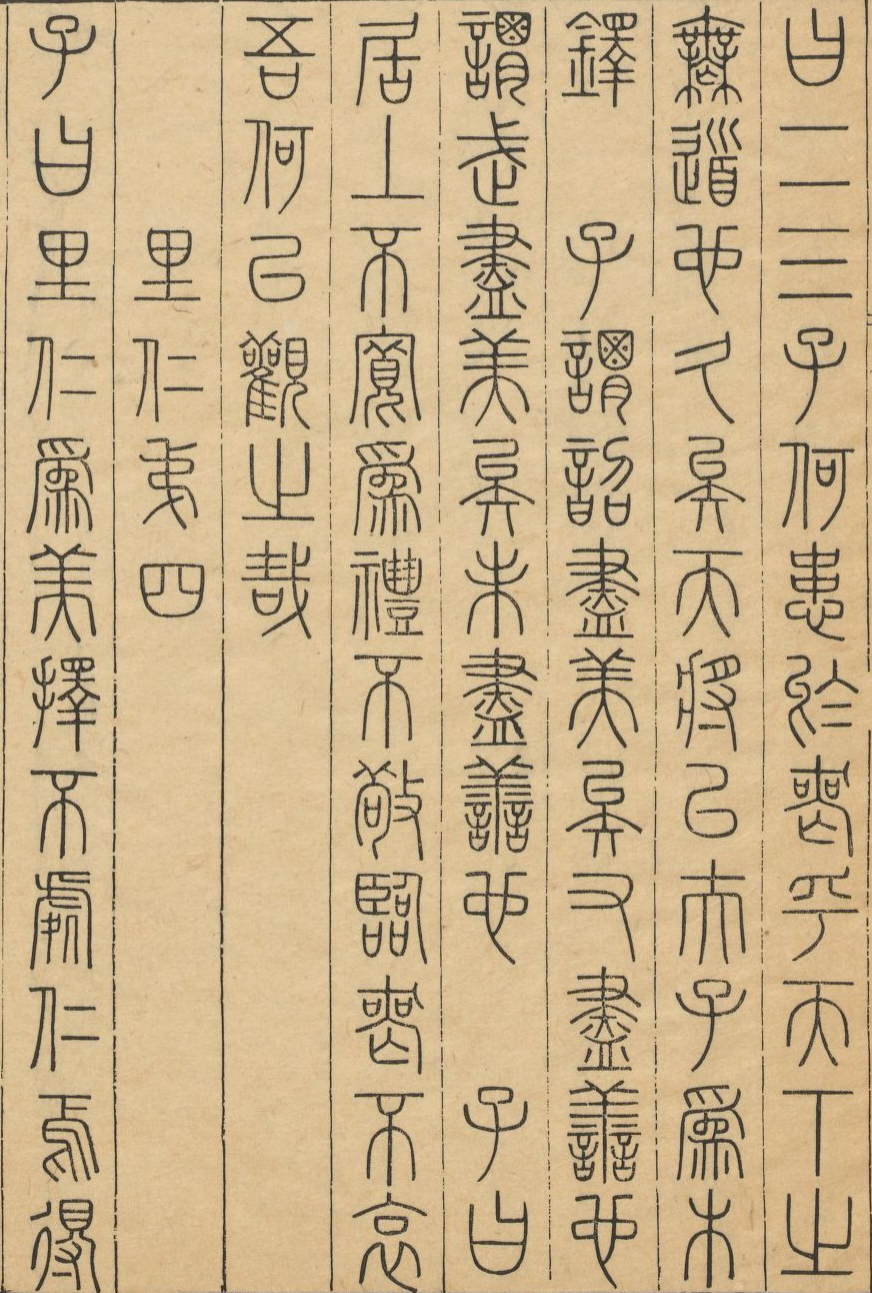 曰二三子何患於喪乎天下之
無道也久矣天將以夫子爲木
鐸　子謂韶盡美矣又盡善也
謂武盡美矣未盡善也　子曰
居上不寬爲禮不敬臨喪不哀
吾何以觀之哉
里仁弟四
子曰里仁爲美擇不處仁焉得